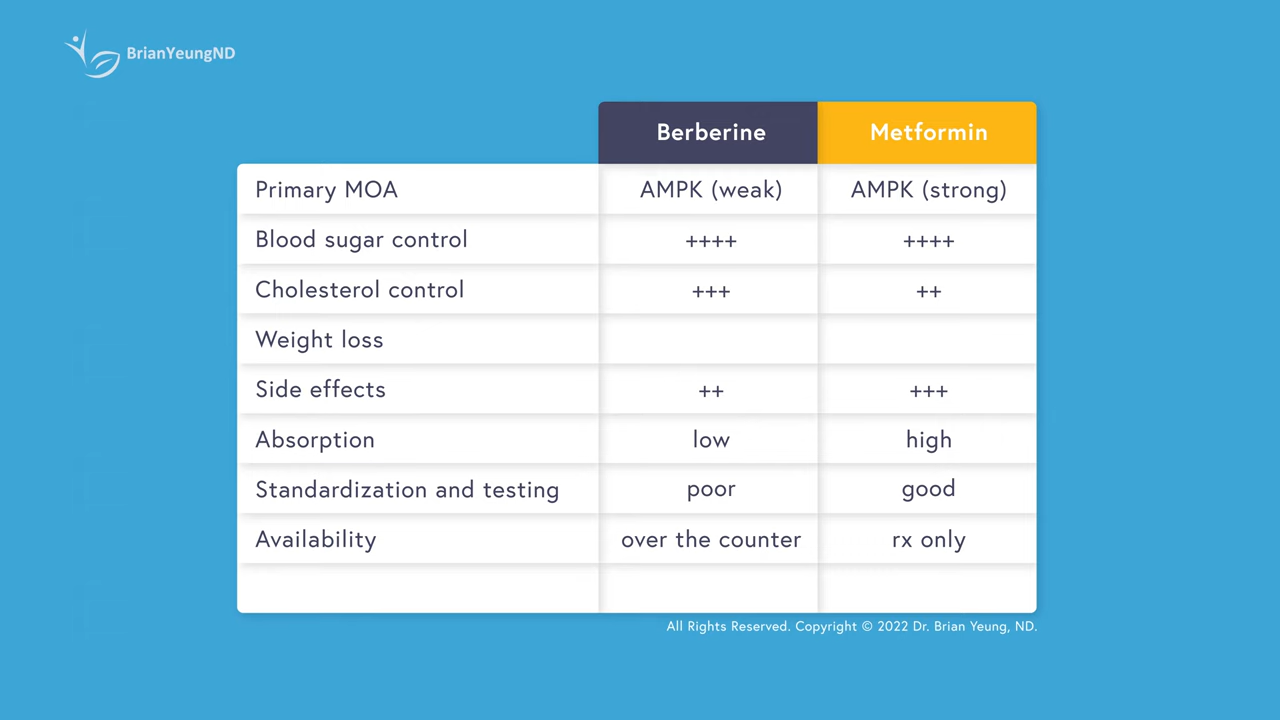 BrianYeungND
Berberine Metformin
Primary MOA AMPK (weak) AMPK (strong)
Blood sugar control ++++ ++++
Cholesterol control +++ ++
Weight loss
Side effects ++ +++
Absorption low high
Standardization and testing poor good
Availability over the counter rx only
All Rights Reserved. Copyright © 2022 Dr. Brian Yeung, ND.